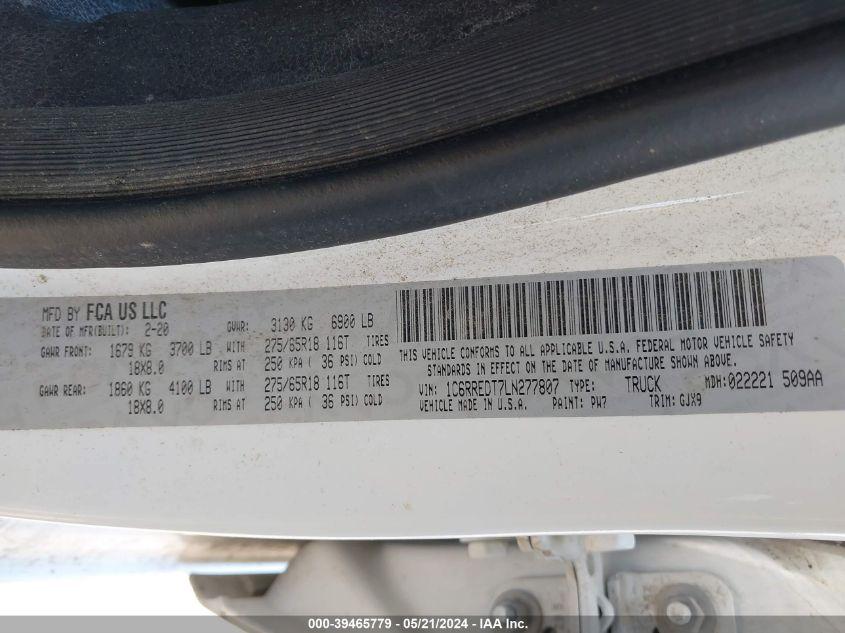 MFD BY FCA US LLC
DATE OF MFR(BUILT): 2-20 GVWR: 3130 KG 6900 LB
GAWR FRONT: 1679 KG 3700 LB WITH 275/65R18 116T TIRES
18X8.0 RIMS AT 250 KPA ( 36 PSI) COLD
GAWR REAR: 1860 KG 4100 LB WITH 275/65R18 116T TIRES
18X8.0 RIMS AT 250 KPA ( 36 PSI) COLD
THIS VEHICLE CONFORMS TO ALL APPLICABLE U.S.A. FEDERAL MOTOR VEHICLE SAFETY
STANDARDS IN EFFECT ON THE DATE OF MANUFACTURE SHOWN ABOVE.
VIN: 1C6RREDT7LN277807 TYPE: TRUCK MDH:022221 509AA
VEHICLE MADE IN U.S.A. PAINT: PW7 TRIM: GJX9
000-39465779 - 05/21/2024 - IAA Inc.